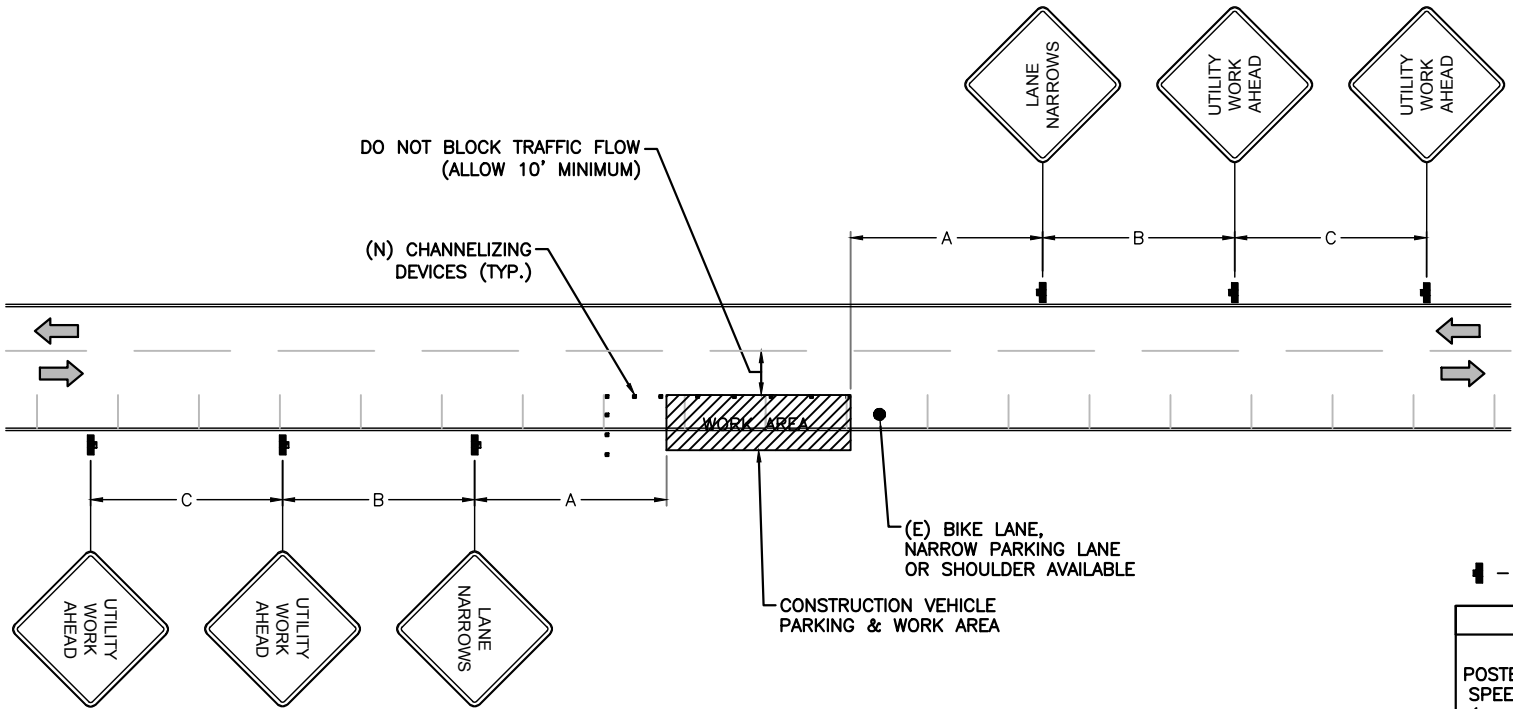 LANE
NARROWS
UTILITY
WORK
AHEAD
UTILITY
WORK
AHEAD
DO NOT BLOCK TRAFFIC FLOW
(ALLOW 10' MINIMUM)
(N) CHANNELIZING
DEVICES (TYP.)
A
B
C
WORK AREA
C
B
A
(E) BIKE LANE,
NARROW PARKING LANE
OR SHOULDER AVAILABLE
CONSTRUCTION VEHICLE
PARKING & WORK AREA
UTILITY
WORK
AHEAD
UTILITY
WORK
AHEAD
LANE
NARROWS
-